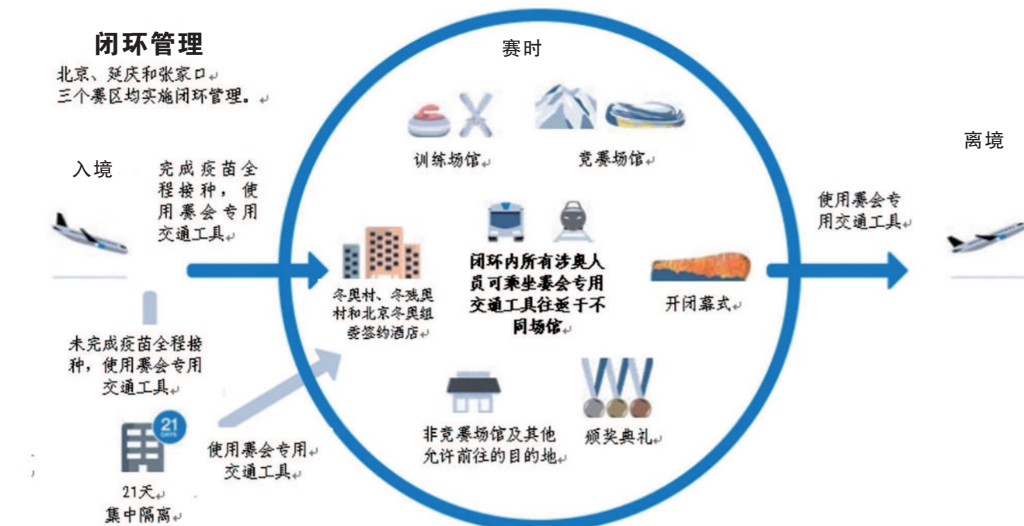 闭环管理
北京、延庆和张家口
三个赛区均实施闭环管理。
赛时
训练场馆
竞赛场馆
离境
入境
完成疫苗全
程接种，使
用赛会专用
交通工具
使用赛会专
用交通工具
闭环内所有涉奥人
员可乘坐赛会专用
交通工具往返于不
同场馆
冬奥村、冬残奥
村和北京冬奥组
委签约酒店
开闭幕式
未完成疫苗全程接
种，使用赛会专用
交通工具
21
DAYS
使用赛会专用
交通工具
非竞赛场馆及其他
允许前往的目的地
颁奖典礼
21天
集中隔离